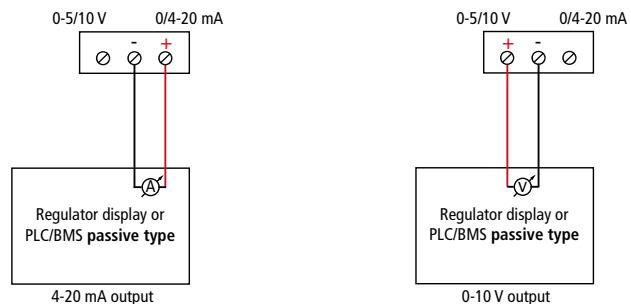 0-5/10 V 0/4-20 mA
- +
A
Regulator display or
PLC/BMS passive type
4-20 mA output
0-5/10 V 0/4-20 mA
+ -
V
Regulator display or
PLC/BMS passive type
0-10 V output